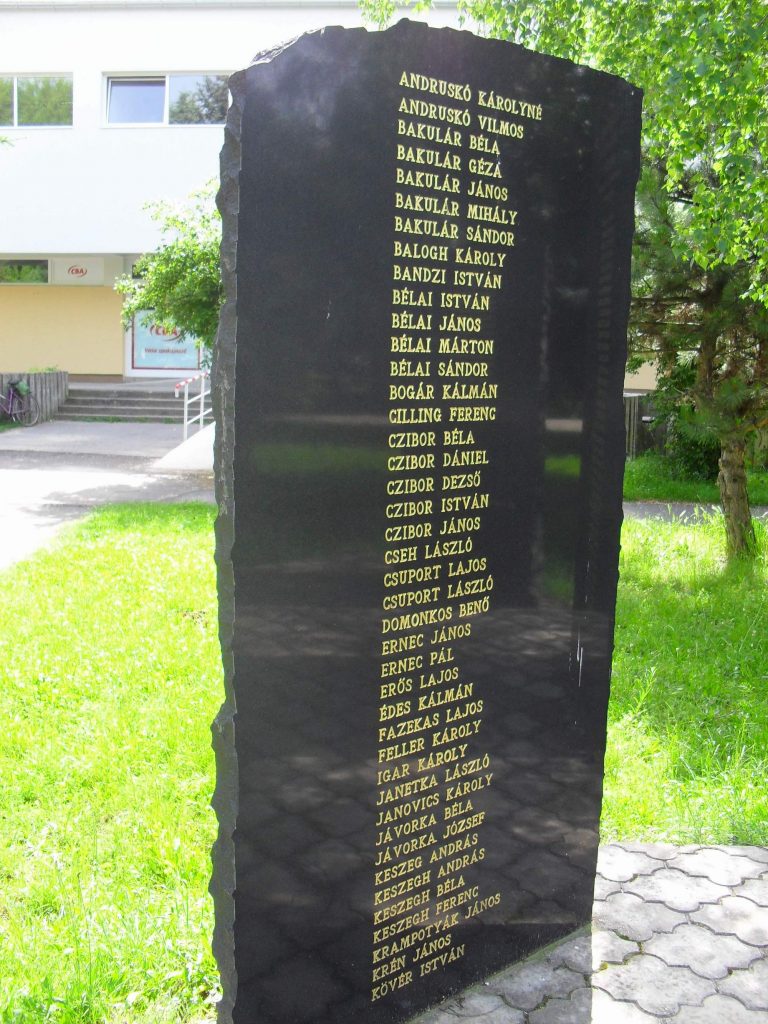 ANDRUSKÓ KÁROLYNÉ
ANDRUSKÓ VILMOS
BAKULÁR BÉLA
BAKULÁR GÉZA
BAKULÁR JÁNOS
BAKULÁR MIHÁLY
BAKULÁR SÁNDOR
BALOGH KÁROLY
BANDZI ISTVÁN
BÉLAI ISTVÁN
BÉLAI JÁNOS
BÉLAI MÁRTON
BÉLAI SÁNDOR
BOGÁR KÁLMÁN
CILLING FERENC
CZIBOR BÉLA
CZIBOR DÁNIEL
CZIBOR DEZSŐ
CZIBOR ISTVÁN
CZIBOR JÁNOS
CSEH LÁSZLÓ
CSUPORT LAJOS
CSUPORT LÁSZLÓ
DOMONKOS BENŐ
ERNEC JÁNOS
ERNEC PÁL
ERŐS LAJOS
ÉDES KÁLMÁN
FAZEKAS LAJOS
FELLER KÁROLY
IGAR KÁROLY
JANETKA LÁSZLÓ
JANOVICS KÁROLY
JÁVORKA BÉLA
JÁVORKA JÓZSEF
KESZEG ANDRÁS
KESZEGH ANDRÁS
KESZEGH BÉLA
KESZEGH FERENC
KRAMPOTYÁK JÁNOS
KRÉN JÁNOS
KÖVÉR ISTVÁN
CBA
CBA